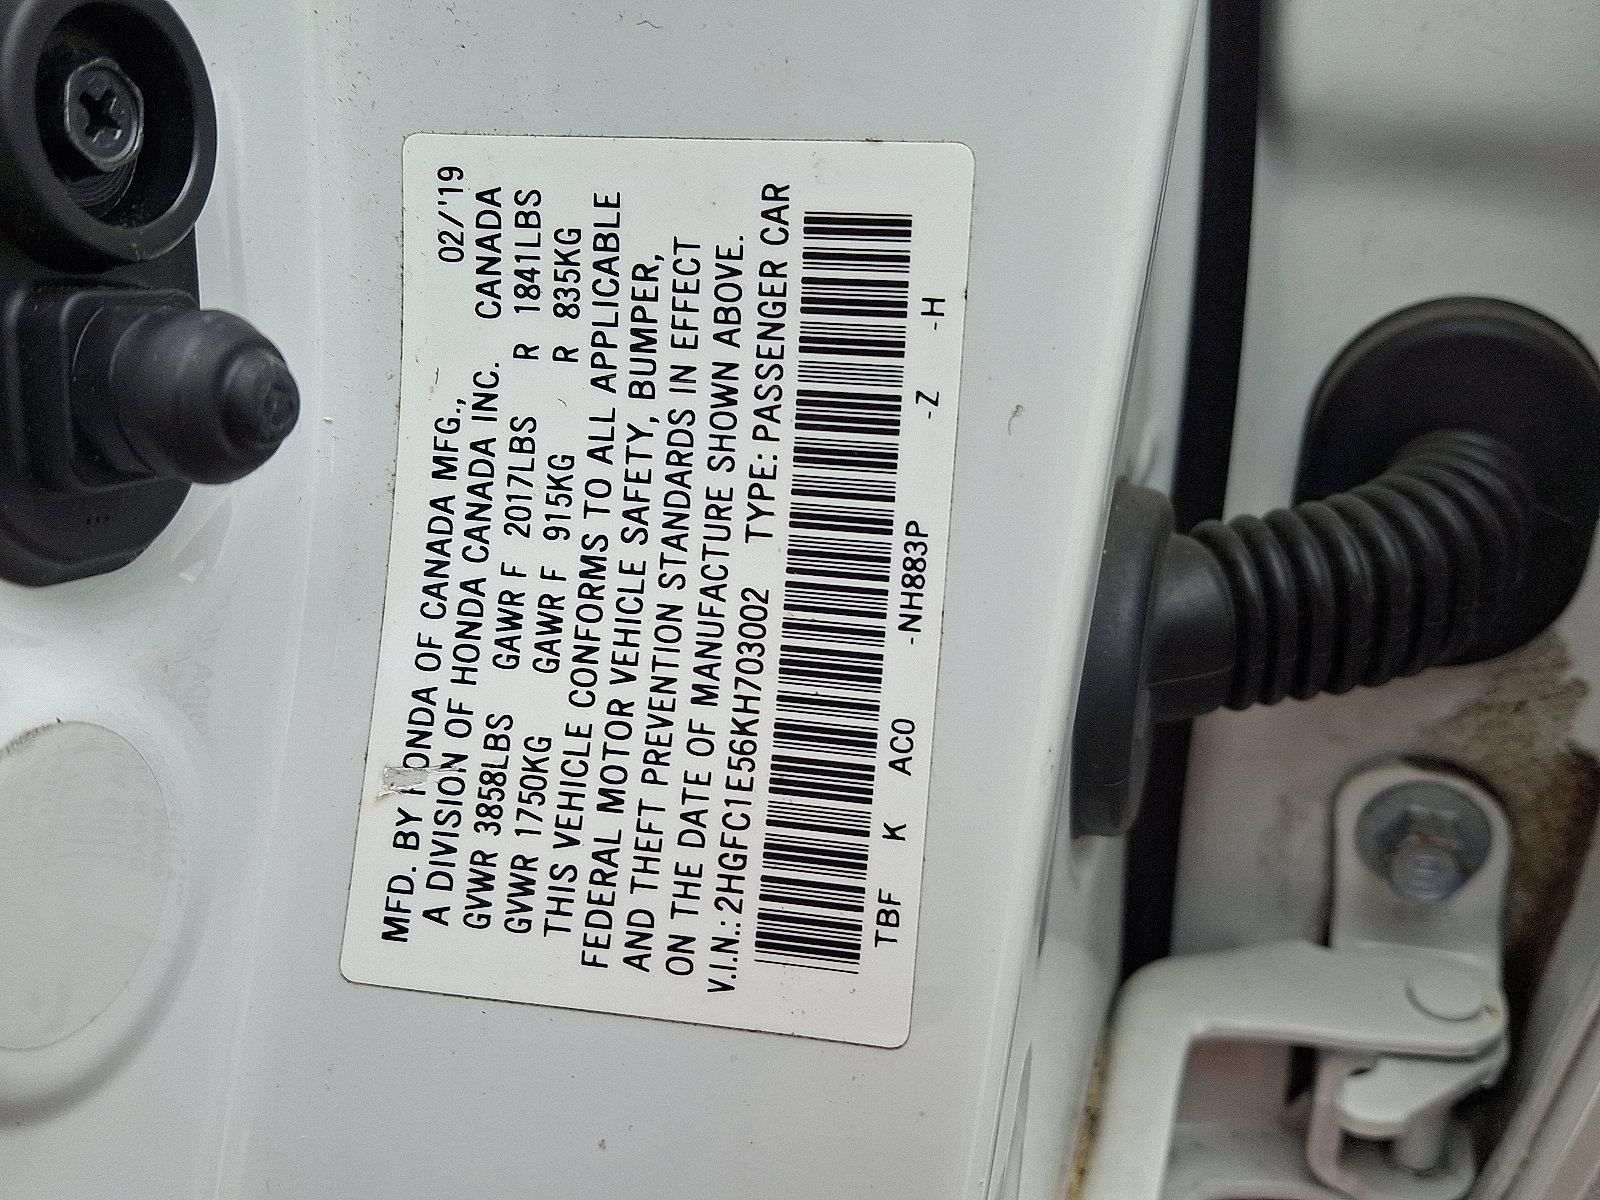 02/'19
MFD. BY HONDA OF CANADA MFG.,
A DIVISION OF HONDA CANADA INC. CANADA
GVWR 3858LBS GAWR F 2017LBS R 1841LBS
GVWR 1750KG GAWR F 915KG R 835KG
THIS VEHICLE CONFORMS TO ALL APPLICABLE
FEDERAL MOTOR VEHICLE SAFETY, BUMPER,
AND THEFT PREVENTION STANDARDS IN EFFECT
ON THE DATE OF MANUFACTURE SHOWN ABOVE.
V.I.N.: 2HGFC1E56KH703002 TYPE: PASSENGER CAR
TBF K AC0 -NH883P -Z -H